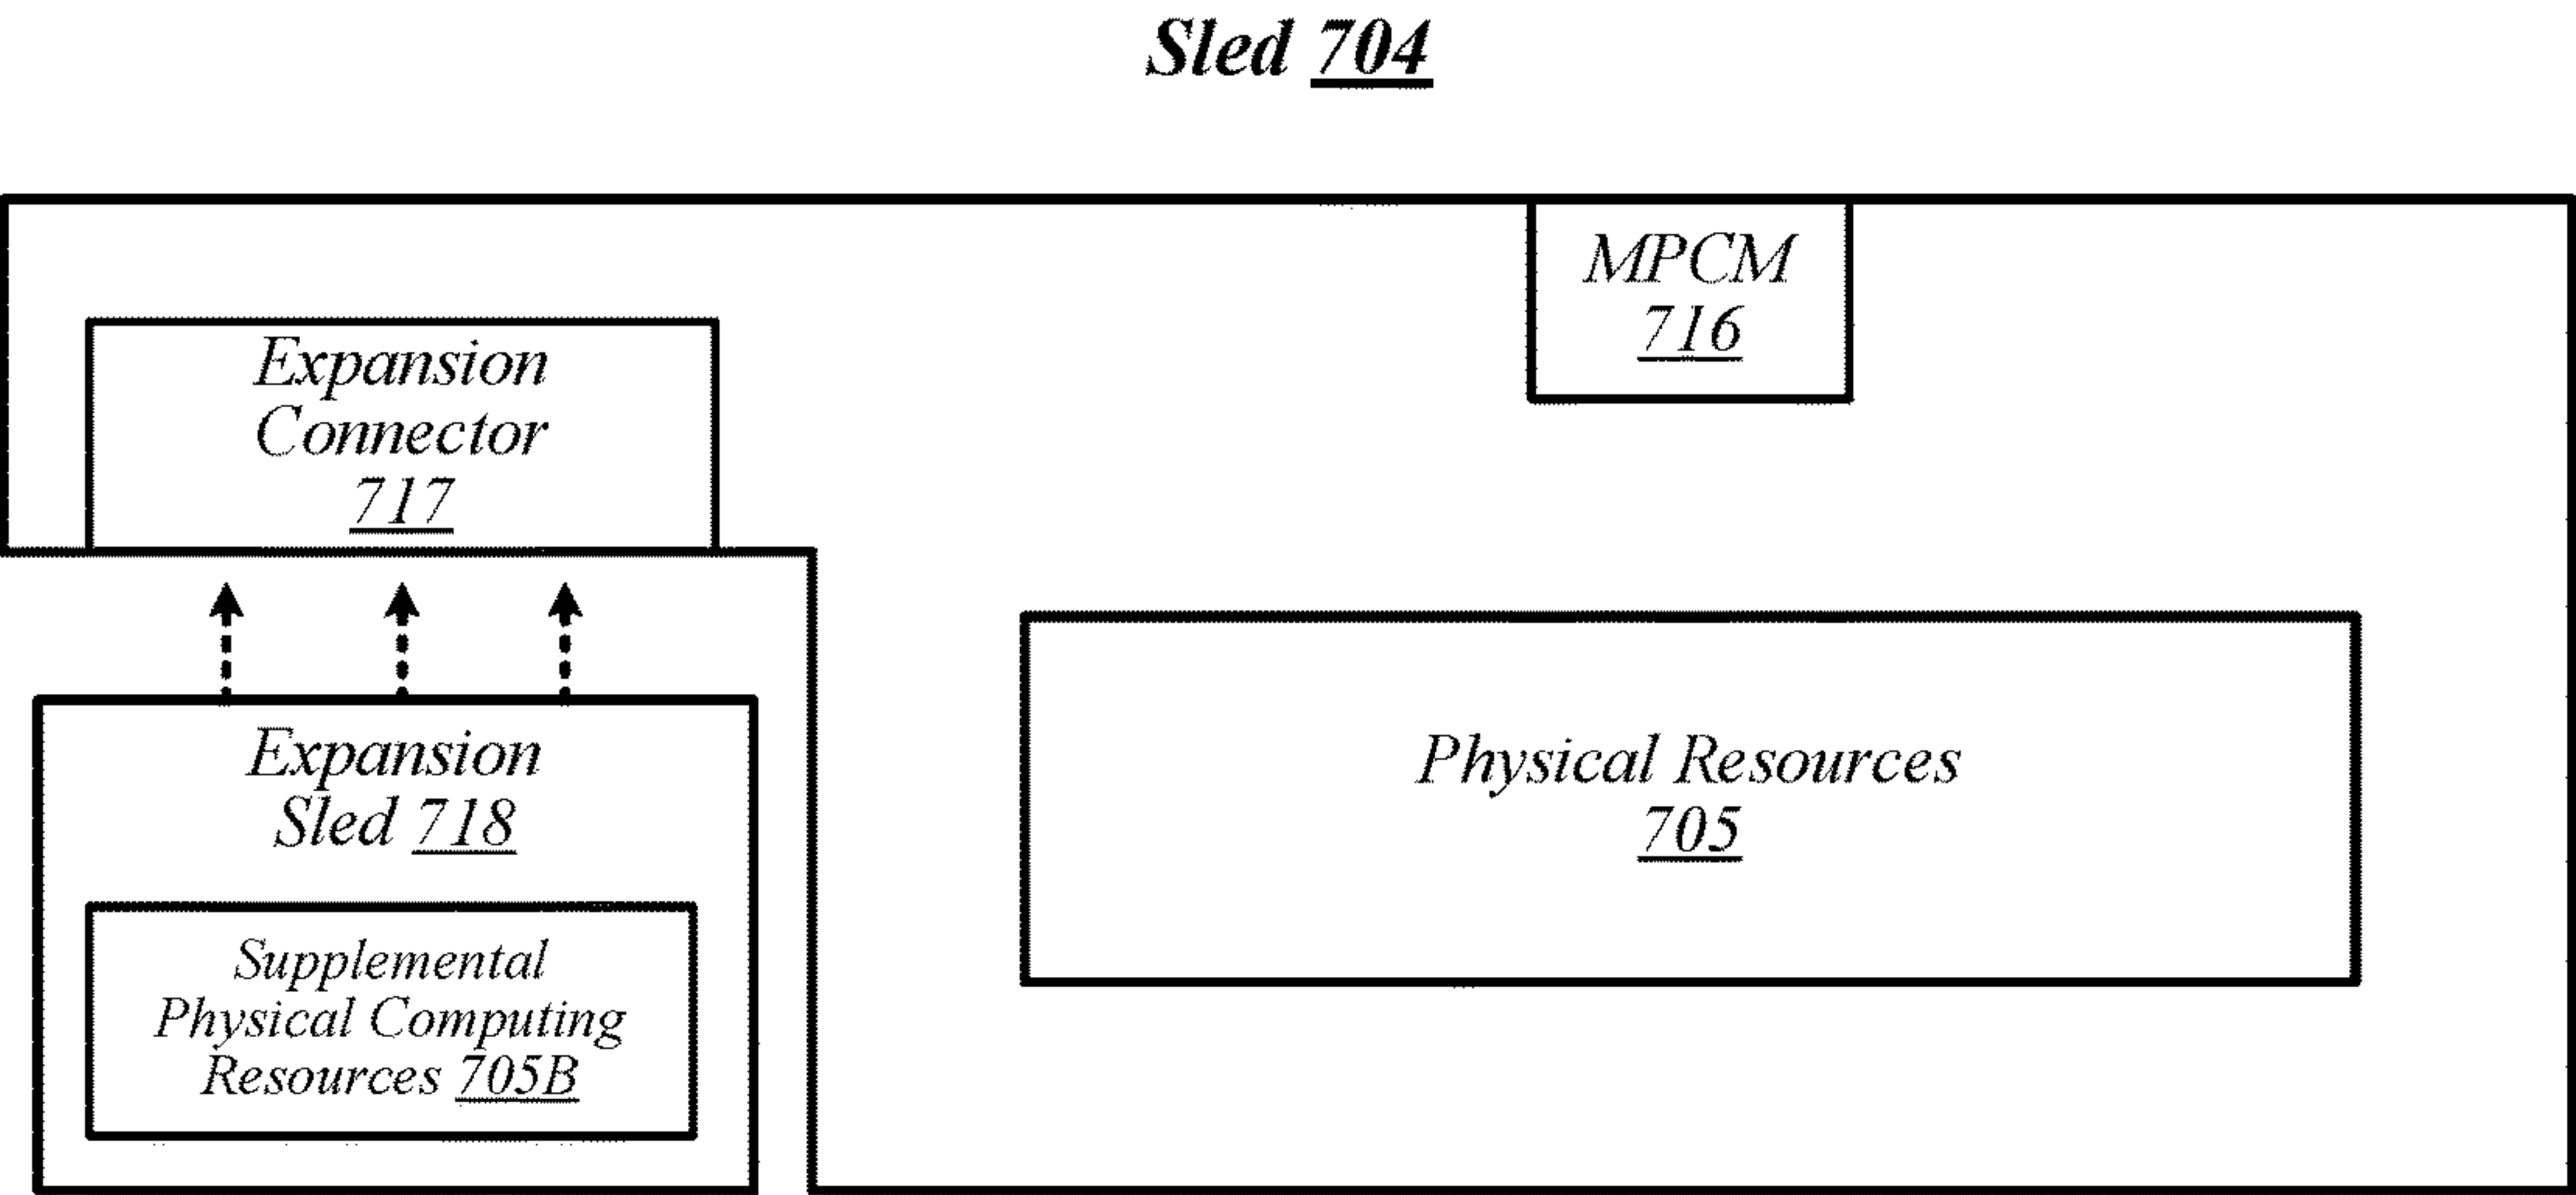 Sled 704
MPCM
716
Expansion
Connector
717
Expansion
Sled 718
Physical Resources
705
Supplemental
Physical Computing
Resources 705B